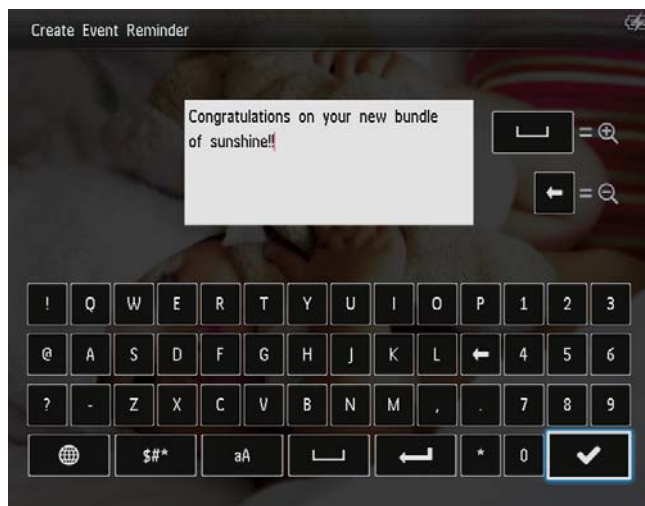 Create Event Reminder
Congratulations on your new bundle
of sunshine!!
=
=
! Q W E R T Y U I O P 1 2 3
@ A S D F G H J K L 4 5 6
? - Z X C V B N M , . 7 8 9
$#* aA * 0